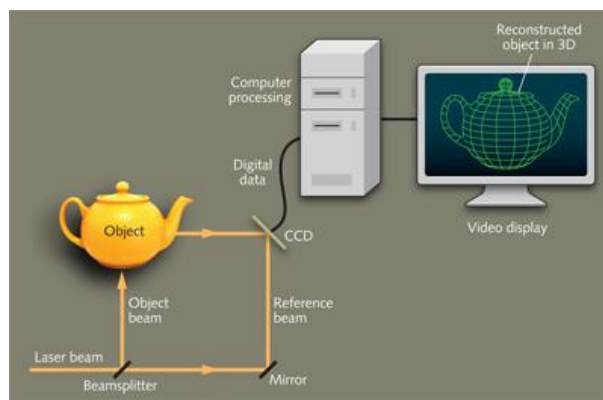 Reconstructed
object in 3D
Computer
processing
Digital
data
Object
CCD
Video display
Object
beam
Reference
beam
Laser beam
Beamsplitter
Mirror